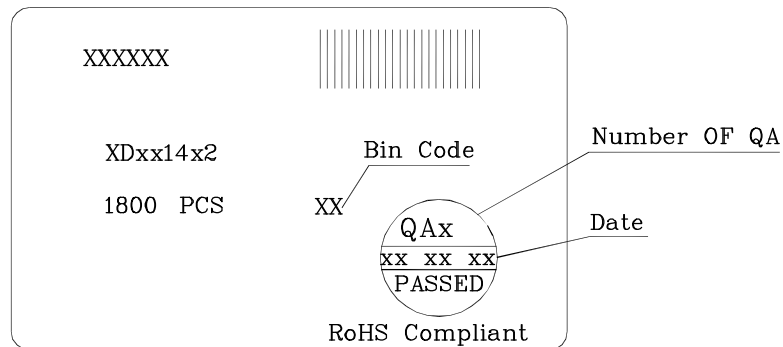 XXXXXX
Number OF QA
XDxx14x2
Bin Code
1800 PCS
XX
QAx
Date
xx xx xx
PASSED
RoHS Compliant